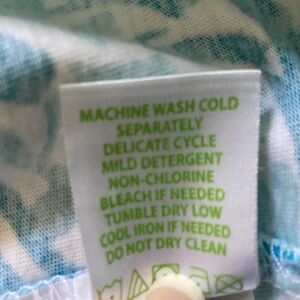 MACHINE WASH COLD
SEPARATELY
DELICATE CYCLE
MILD DETERGENT
NON-CHLORINE
BLEACH IF NEEDED
TUMBLE DRY LOW
COOL IRON IF NEEDED
DO NOT DRY CLEAN